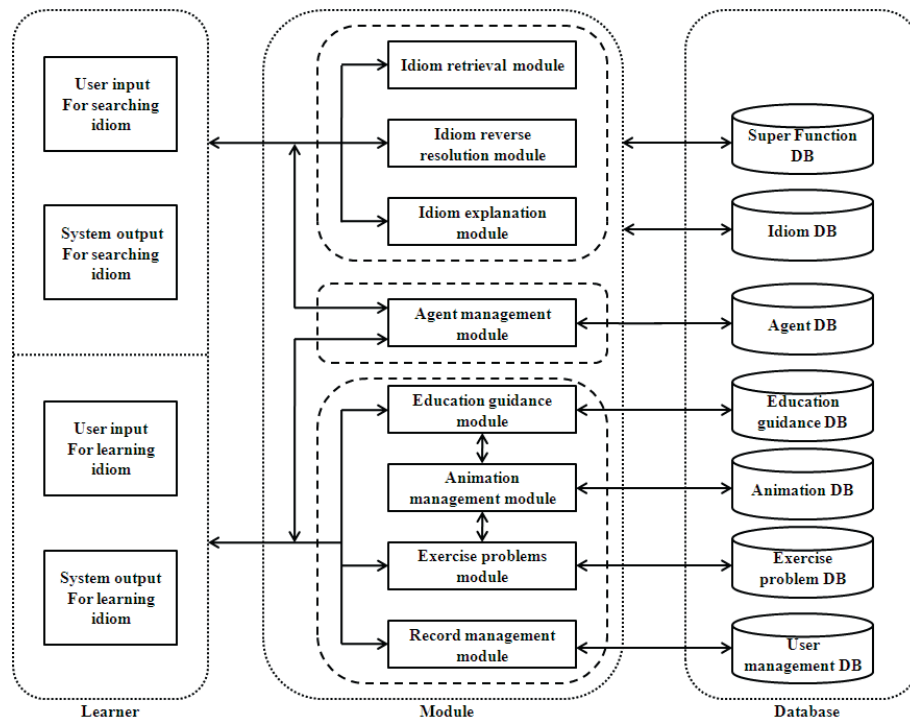 User input
For searching
idiom
System output
For searching
idiom
User input
For learning
idiom
System output
For learning
idiom
Learner
Idiom retrieval module
Idiom reverse
resolution module
Idiom explanation
module
Agent management
module
Education guidance
module
Animation
management module
Exercise problems
module
Record management
module
Module
Super Function
DB
Idiom DB
Agent DB
Education
guidance DB
Animation DB
Exercise
problem DB
User
management DB
Database